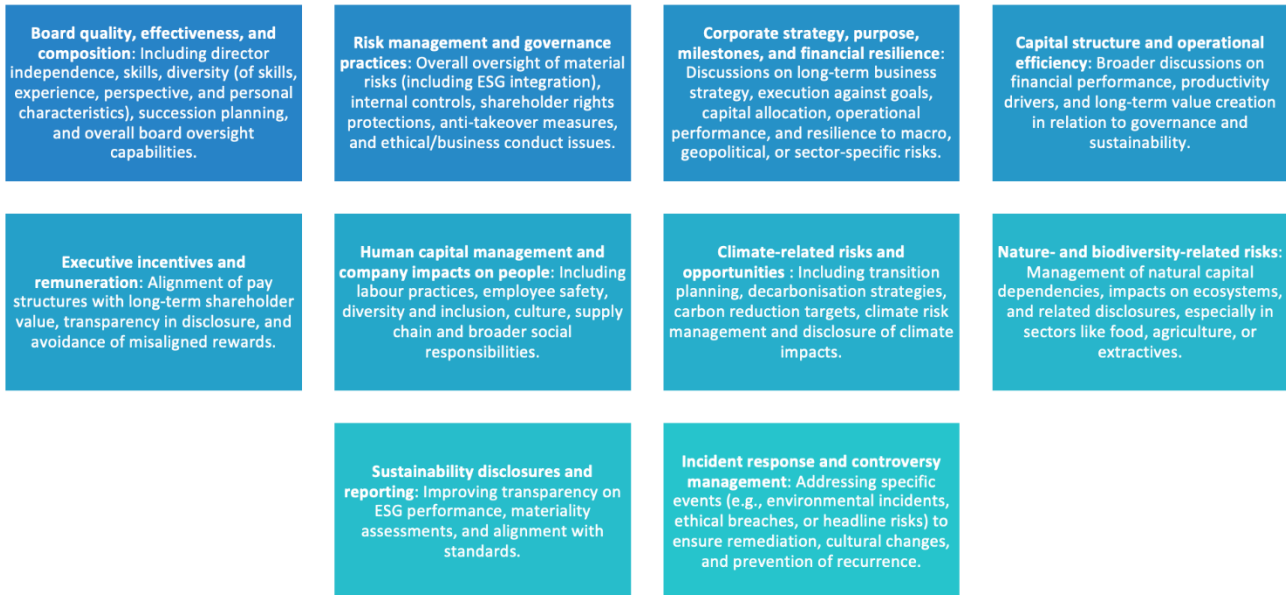 Board quality, effectiveness, and
composition: Including director
independence, skills, diversity (of skills,
experience, perspective, and personal
characteristics), succession planning,
and overall board oversight
capabilities.
Risk management and governance
practices: Overall oversight of material
risks (including ESG integration),
internal controls, shareholder rights
protections, anti-takeover measures,
and ethical/business conduct issues.
Corporate strategy, purpose,
milestones, and financial resilience:
Discussions on long-term business
strategy, execution against goals,
capital allocation, operational
performance, and resilience to macro,
geopolitical, or sector-specific risks.
Capital structure and operational
efficiency: Broader discussions on
financial performance, productivity
drivers, and long-term value creation
in relation to governance and
sustainability.
Executive incentives and
remuneration: Alignment of pay
structures with long-term shareholder
value, transparency in disclosure, and
avoidance of misaligned rewards.
Human capital management and
company impacts on people: Including
labour practices, employee safety,
diversity and inclusion, culture, supply
chain and broader social
responsibilities.
Climate-related risks and
opportunities : Including transition
planning, decarbonisation strategies,
carbon reduction targets, climate risk
management and disclosure of climate
impacts.
Nature- and biodiversity-related risks:
Management of natural capital
dependencies, impacts on ecosystems,
and related disclosures, especially in
sectors like food, agriculture, or
extractives.
Sustainability disclosures and
reporting: Improving transparency on
ESG performance, materiality
assessments, and alignment with
standards.
Incident response and controversy
management: Addressing specific
events (e.g., environmental incidents,
ethical breaches, or headline risks) to
ensure remediation, cultural changes,
and prevention of recurrence.